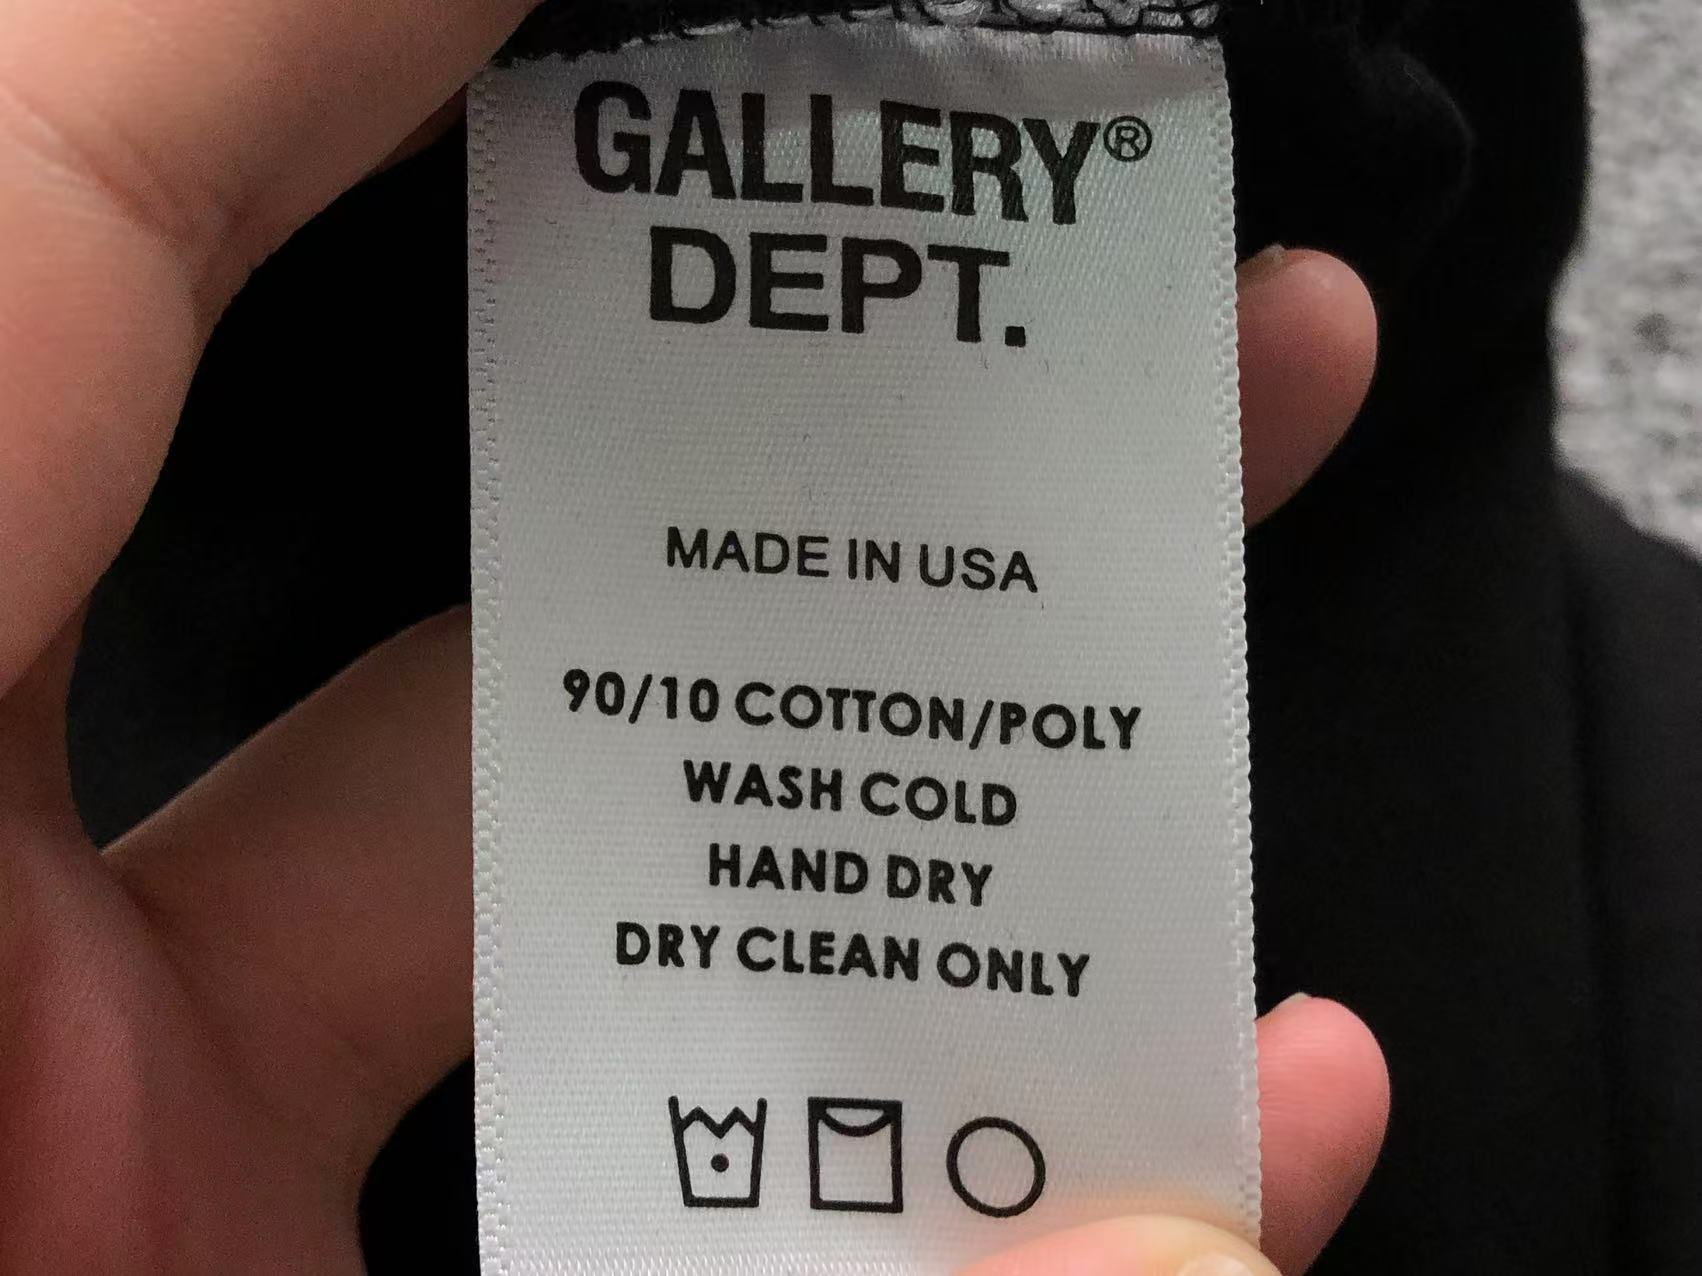 GALLERY®
DEPT.
MADE IN USA
90/10 COTTON/POLY
WASH COLD
HAND DRY
DRY CLEAN ONLY